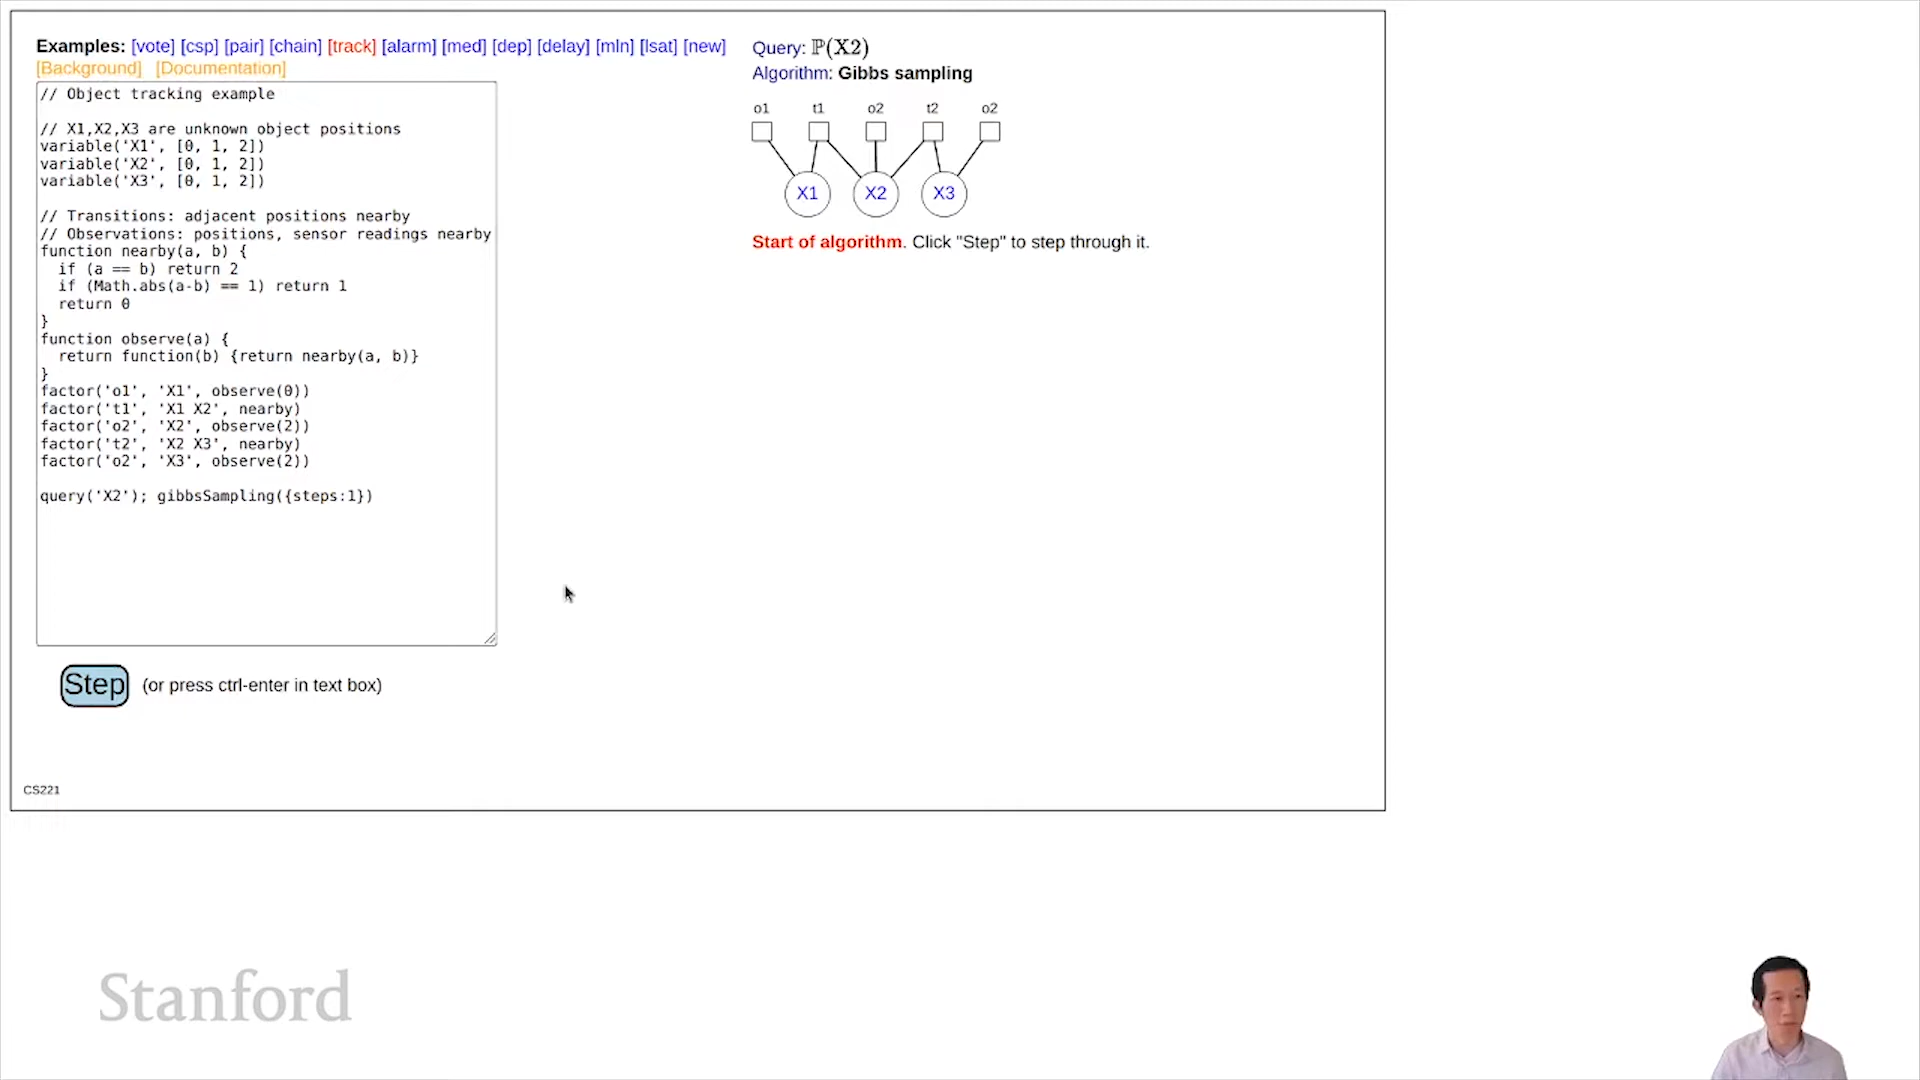 Examples: [vote] [csp] [pair] [chain] [track] [alarm] [med] [dep] [delay] [mln] [lsat] [new]
[Background] [Documentation]
// Object tracking example
// X1,X2,X3 are unknown object positions
variable('X1', [0, 1, 2])
variable('X2', [0, 1, 2])
variable('X3', [0, 1, 2])
// Transitions: adjacent positions nearby
// Observations: positions, sensor readings nearby
function nearby(a, b) {
  if (a == b) return 2
  if (Math.abs(a-b) == 1) return 1
  return 0
}
function observe(a) {
  return function(b) {return nearby(a, b)}
}
factor('o1', 'X1', observe(0))
factor('t1', 'X1 X2', nearby)
factor('o2', 'X2', observe(2))
factor('t2', 'X2 X3', nearby)
factor('o2', 'X3', observe(2))
query('X2'); gibbsSampling({steps:1})
Step (or press ctrl-enter in text box)
CS221
Query: ℙ(X2)
Algorithm: Gibbs sampling
o1 t1 o2 t2 o2
X1 X2 X3
Start of algorithm. Click "Step" to step through it.
Stanford